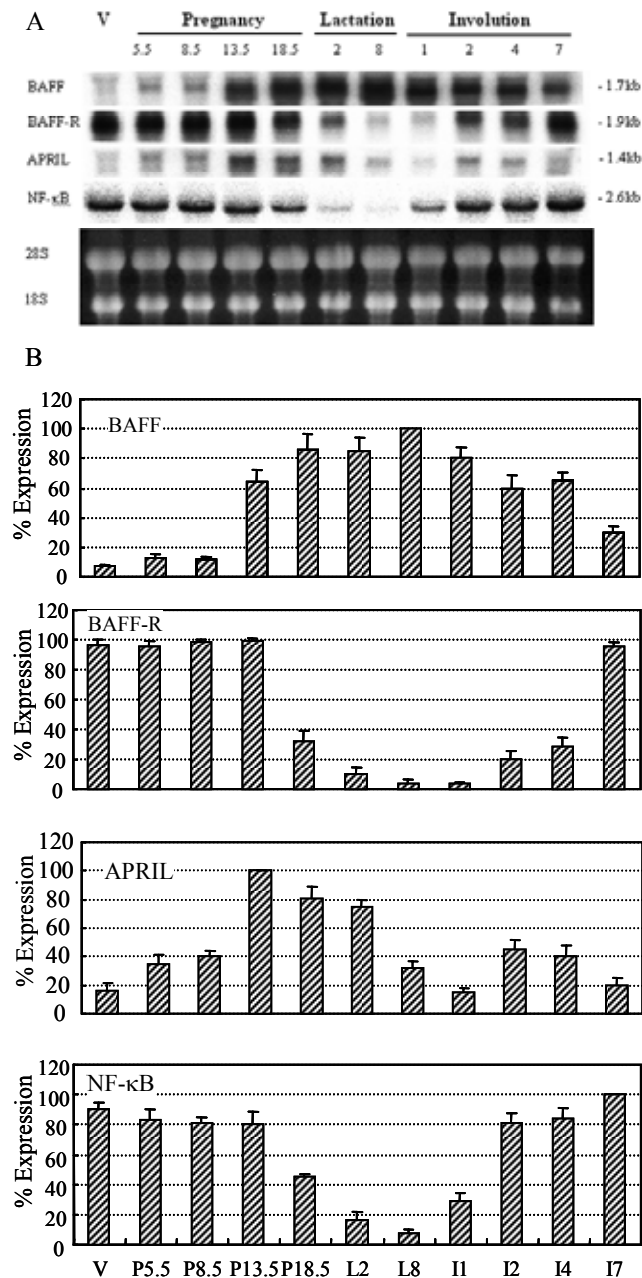 A
V Pregnancy Lactation Involution
5.5 8.5 13.5 18.5 2 8 1 2 4 7
BAFF - 1.7kb
BAFF-R - 1.9kb
APRIL - 1.4kb
NF-κB - 2.6kb
28S
18S
B
BAFF
% Expression
120
100
80
60
40
20
0
BAFF-R
% Expression
120
100
80
60
40
20
0
APRIL
% Expression
120
100
80
60
40
20
0
NF-κB
% Expression
120
100
80
60
40
20
0
V P5.5 P8.5 P13.5 P18.5 L2 L8 I1 I2 I4 I7